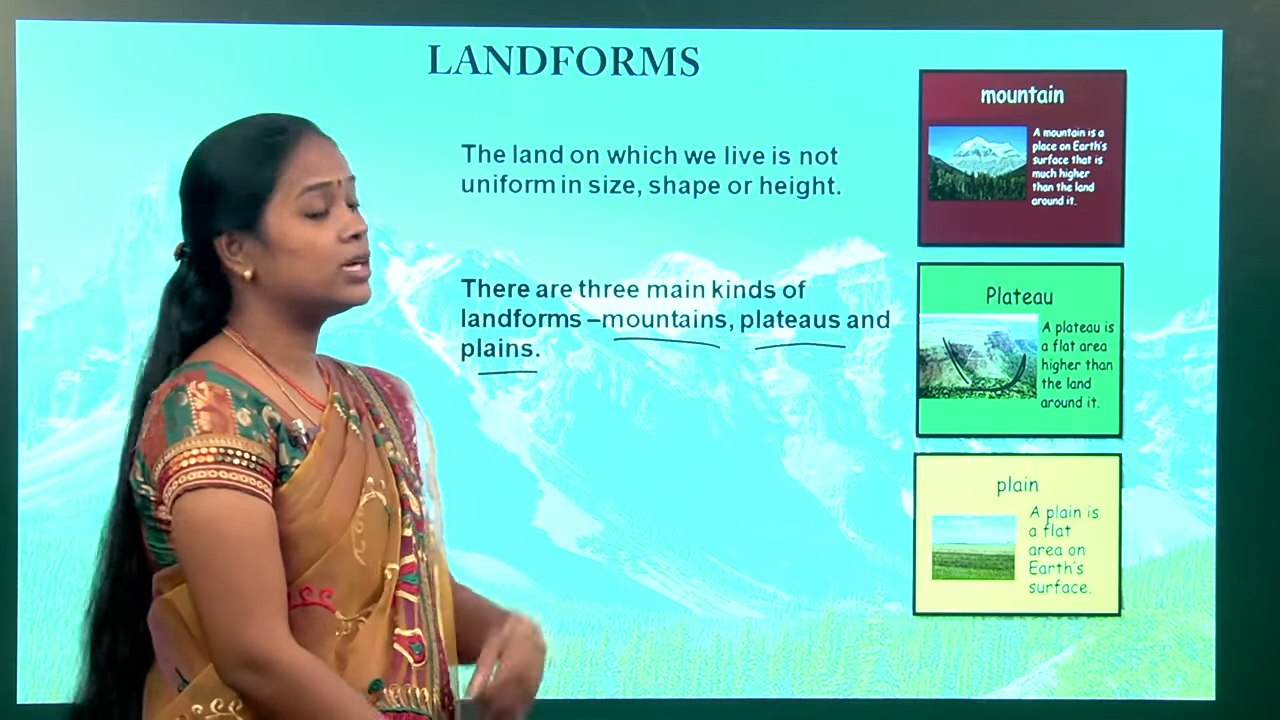 LANDFORMS
The land on which we live is not
uniform in size, shape or height.
There are three main kinds of
landforms –mountains, plateaus and
plains.
mountain
A mountain is a
place on Earth's
surface that is
much higher
than the land
around it.
Plateau
A plateau is
a flat area
higher than
the land
around it.
plain
A plain is
a flat
area on
Earth's
surface.